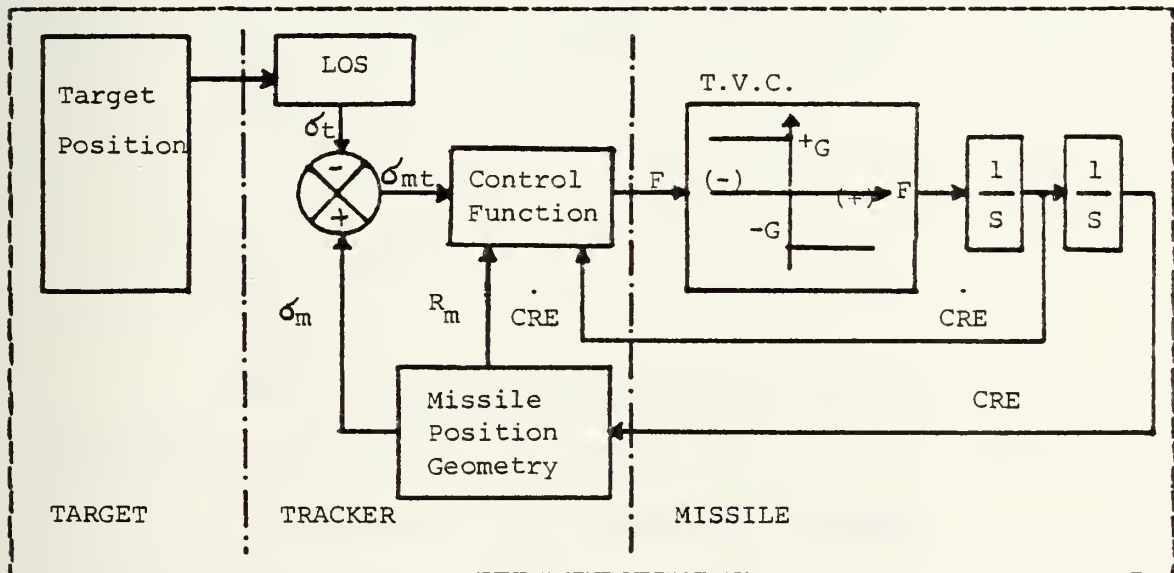 Target
Position
LOS
σt
-
+
σmt
Control
Function
σm
Rm
CRE
Missile
Position
Geometry
F
T.V.C.
+G
(-)
(+)
F
-G
1
S
1
S
CRE
CRE
TARGET
TRACKER
MISSILE